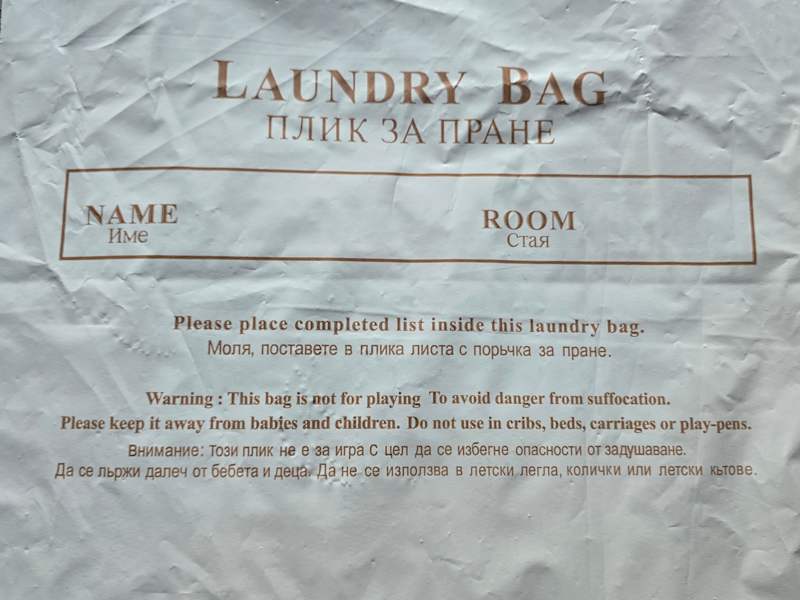 LAUNDRY BAG
ПЛИК ЗА ПРАНЕ
NAME ROOM
Име Стая
Please place completed list inside this laundry bag.
Моля, поставете в плика листа с порьчка за пране.
Warning : This bag is not for playing To avoid danger from suffocation.
Please keep it away from babies and children. Do not use in cribs, beds, carriages or play-pens.
Внимание: Този плик не е за игра С цел да се избегне опасности от задушаване.
Да се льржи далеч от бебета и деца. Да не се използва в летски легла, колички или летски кьтове.